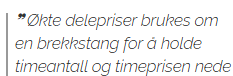 ❞Økte delepriser brukes om
en brekkstang for å holde
timeantall og timeprisen nede